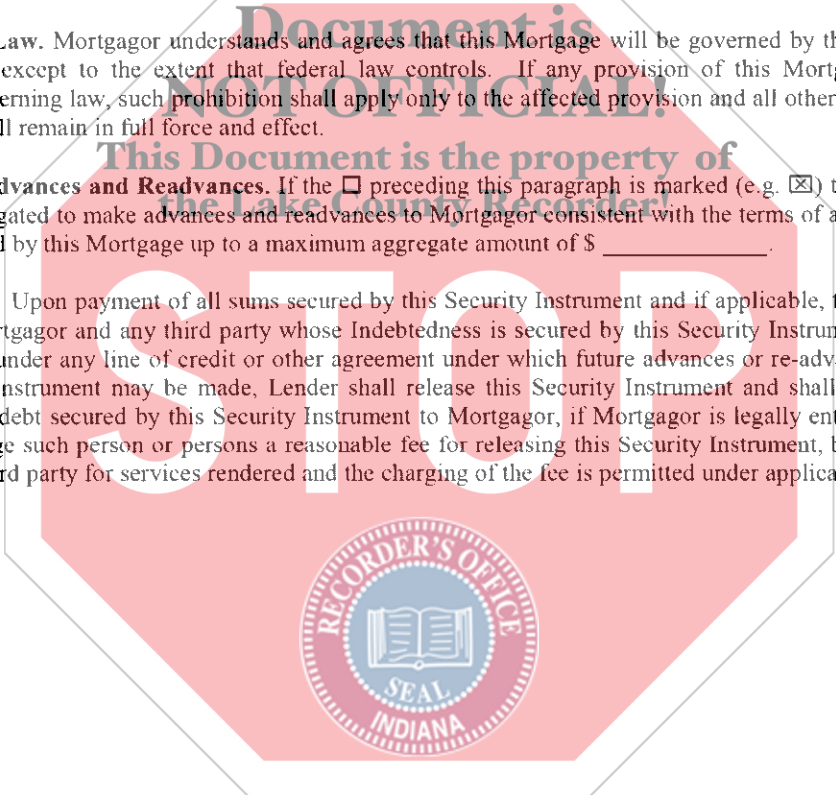 Document is
Law. Mortgagor understands and agrees that this Mortgage will be governed by th
except to the extent that federal law controls. If any provision of this Mort
NOT OFFICIAL!
erning law, such prohibition shall apply only to the affected provision and all other
ll remain in full force and effect.
This Document is the property of
dvances and Readvances. If the ☐ preceding this paragraph is marked (e.g. ☒) t
the Lake County Recorder!
gated to make advances and readvances to Mortgagor consistent with the terms of a
d by this Mortgage up to a maximum aggregate amount of $ ____________.
Upon payment of all sums secured by this Security Instrument and if applicable, t
rtgagor and any third party whose Indebtedness is secured by this Security Instrum
under any line of credit or other agreement under which future advances or re-adv
nstrument may be made, Lender shall release this Security Instrument and shall
debt secured by this Security Instrument to Mortgagor, if Mortgagor is legally ent
ge such person or persons a reasonable fee for releasing this Security Instrument, b
rd party for services rendered and the charging of the fee is permitted under applica
STOP
RECORDER'S OFFICE
SEAL
INDIANA